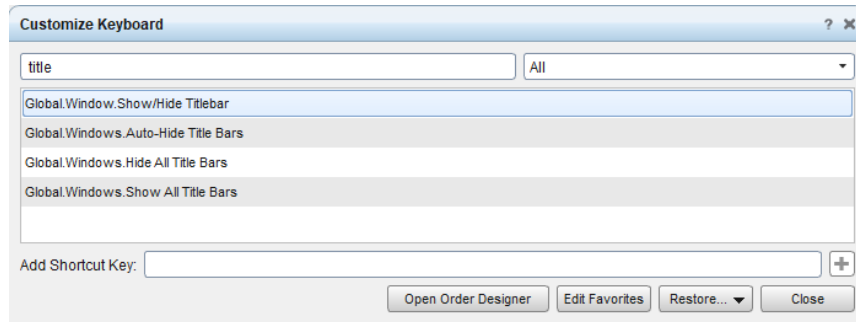 Customize Keyboard ?
title All
Global.Window.Show/Hide Titlebar
Global.Windows.Auto-Hide Title Bars
Global.Windows.Hide All Title Bars
Global.Windows.Show All Title Bars
Add Shortcut Key:
Open Order Designer Edit Favorites Restore... Close